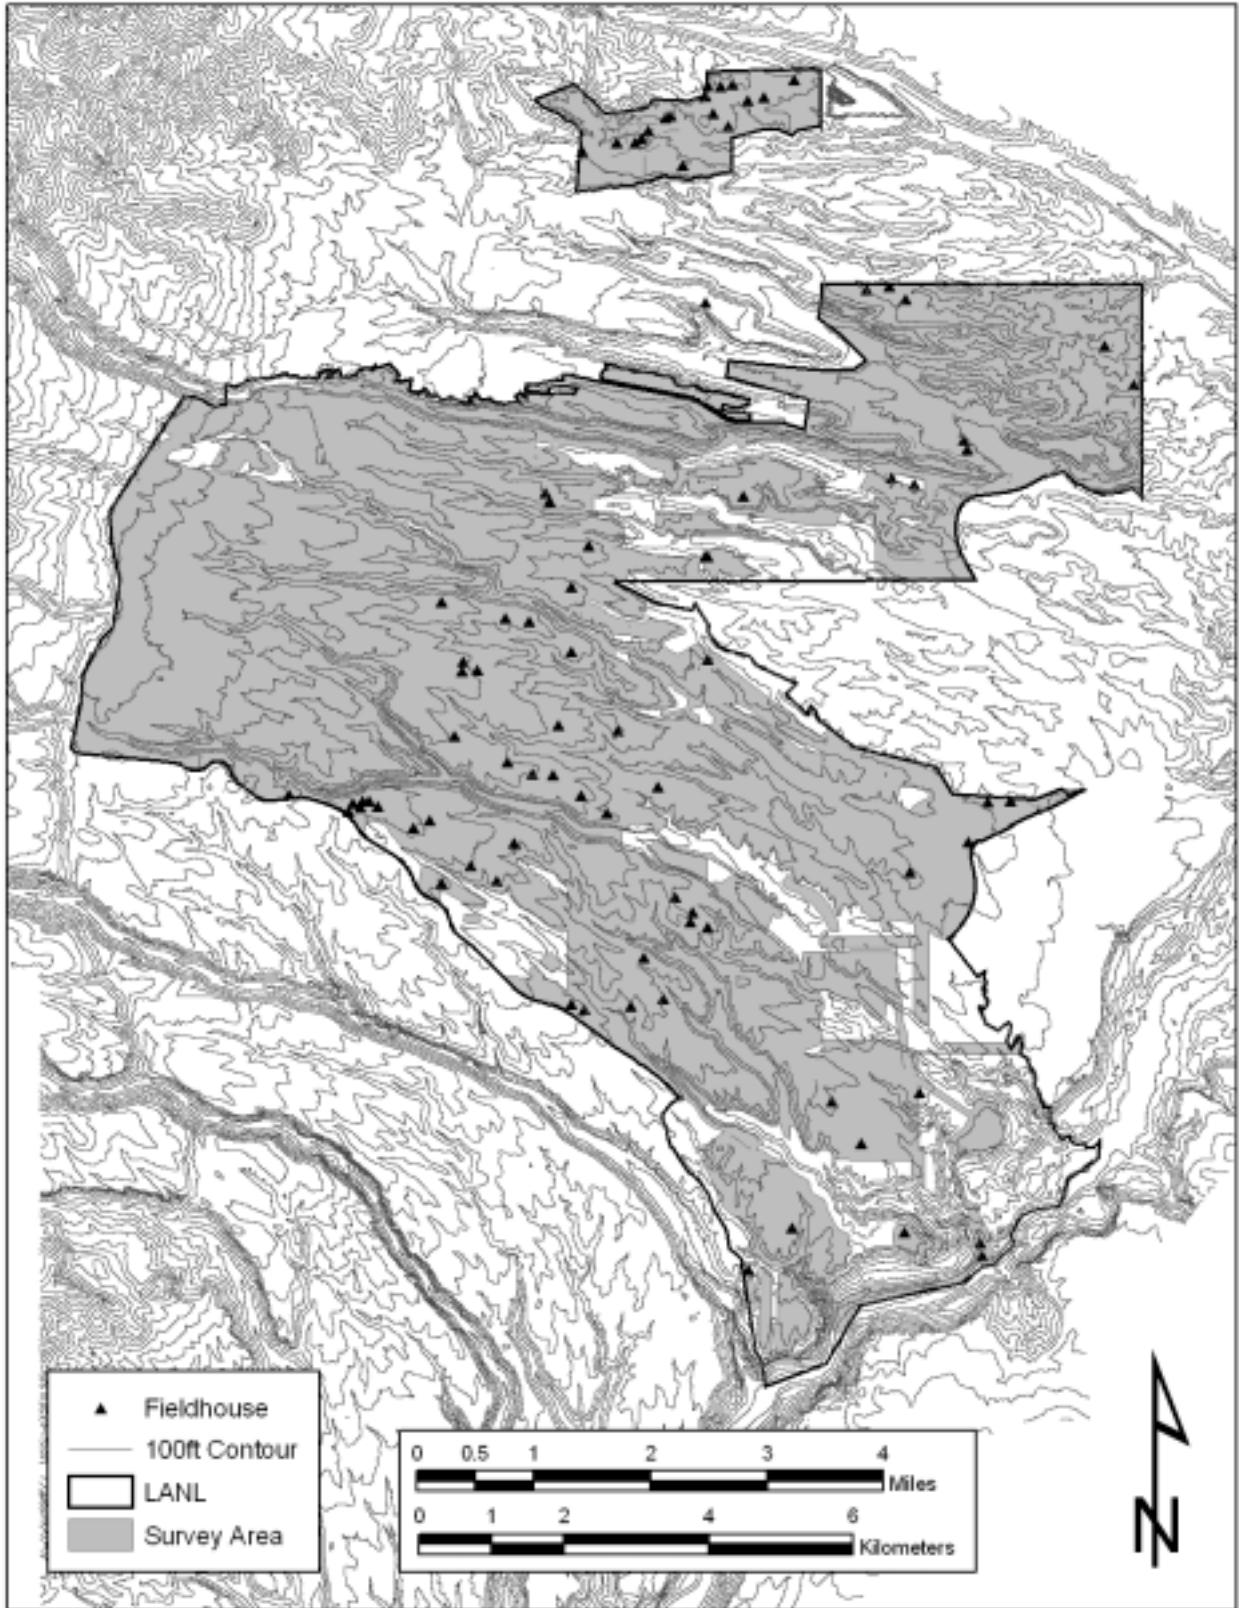 Fieldhouse
100ft Contour
LANL
Survey Area
0 0.5 1 2 3 4
Miles
0 1 2 4 6
Kilometers
N